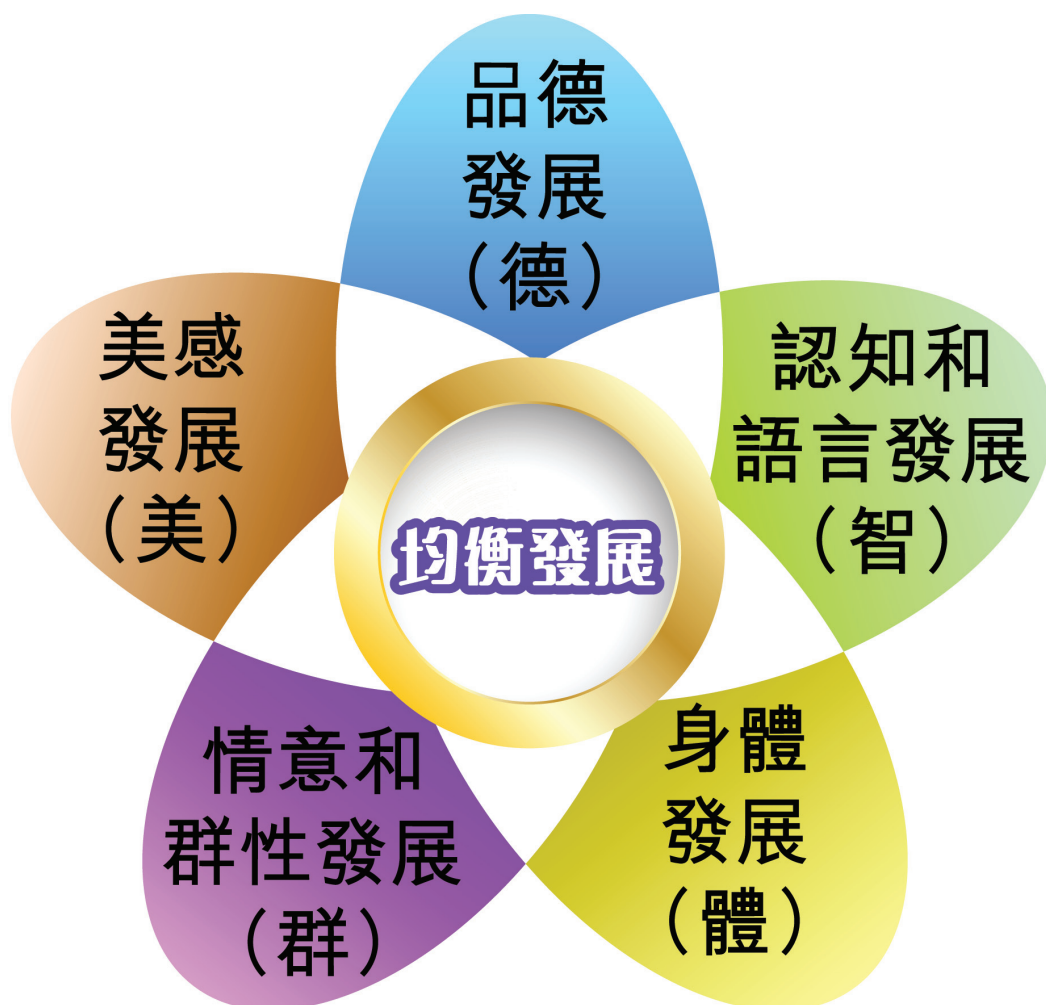 品德
發展
（德）
認知和
語言發展
（智）
身體
發展
（體）
情意和
群性發展
（群）
美感
發展
（美）
均衡發展